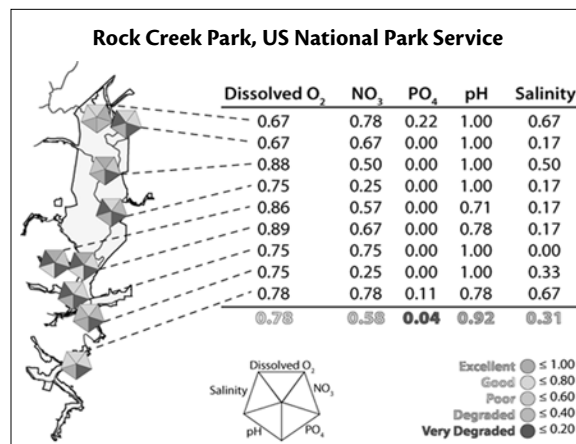 Rock Creek Park, US National Park Service
Dissolved O₂ NO₃ PO₄ pH Salinity
0.67 0.78 0.22 1.00 0.67
0.67 0.67 0.00 1.00 0.17
0.88 0.50 0.00 1.00 0.50
0.75 0.25 0.00 1.00 0.17
0.86 0.57 0.00 0.71 0.17
0.89 0.67 0.00 0.78 0.17
0.75 0.75 0.00 1.00 0.00
0.75 0.25 0.00 1.00 0.33
0.78 0.78 0.11 0.78 0.67
0.78 0.58 0.04 0.92 0.31
Dissolved O₂
Salinity
NO₃
pH
PO₄
Excellent ≤ 1.00
Good ≤ 0.80
Poor ≤ 0.60
Degraded ≤ 0.40
Very Degraded ≤ 0.20